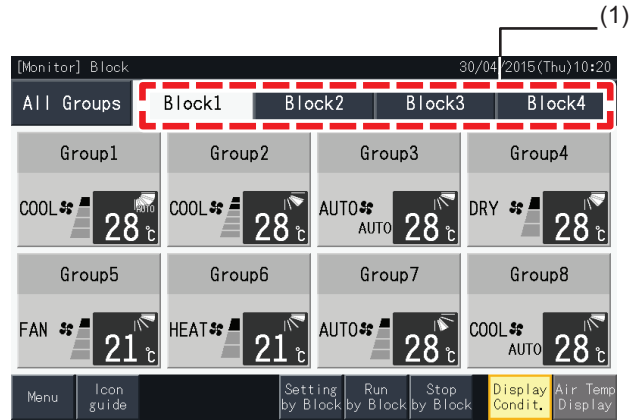 (1)
[Monitor] Block 30/04/2015(Thu)10:20
All Groups Block1 Block2 Block3 Block4
Group1 Group2 Group3 Group4
COOL 28℃ AUTO COOL 28℃ AUTO AUTO 28℃ DRY 28℃
Group5 Group6 Group7 Group8
FAN 21℃ HEAT 21℃ AUTO 28℃ COOL AUTO 28℃
Menu Icon guide Setting by Block Run by Block Stop by Block Display Condit. Air Temp Display